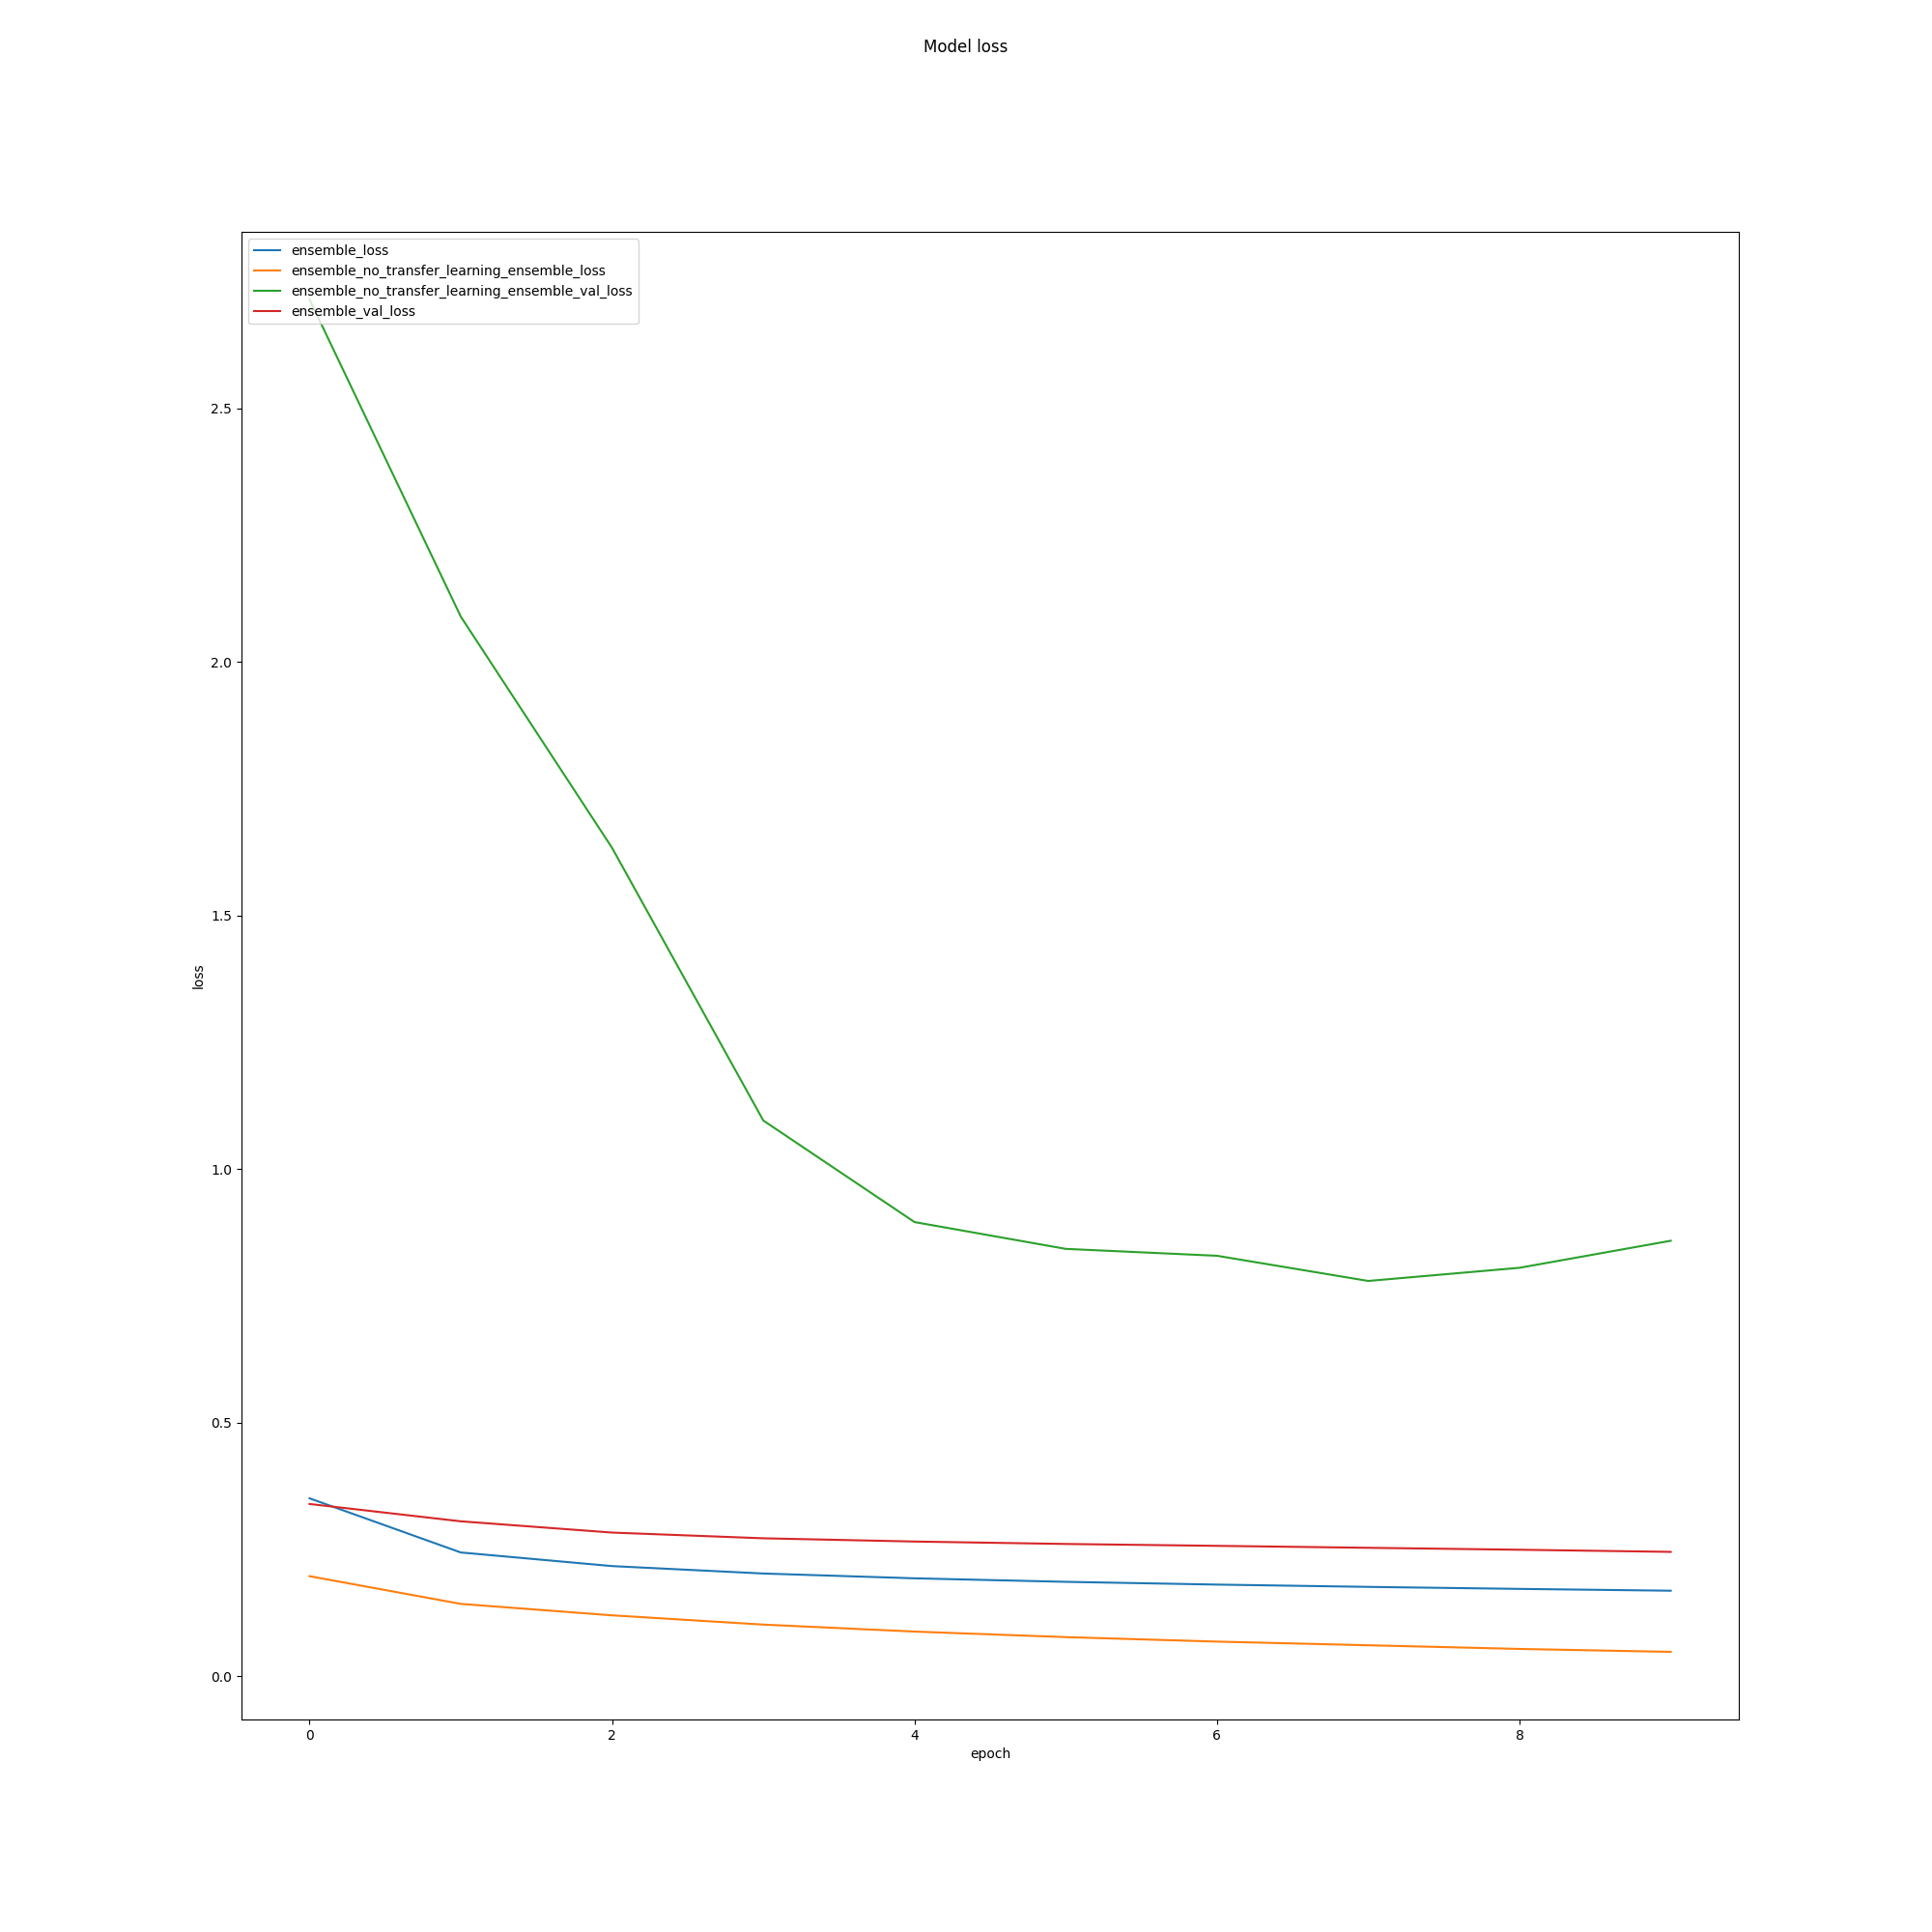 Model loss
ensemble_loss
ensemble_no_transfer_learning_ensemble_loss
ensemble_no_transfer_learning_ensemble_val_loss
ensemble_val_loss
2.5
2.0
1.5
loss
1.0
0.5
0.0
0 2 4 6 8
epoch